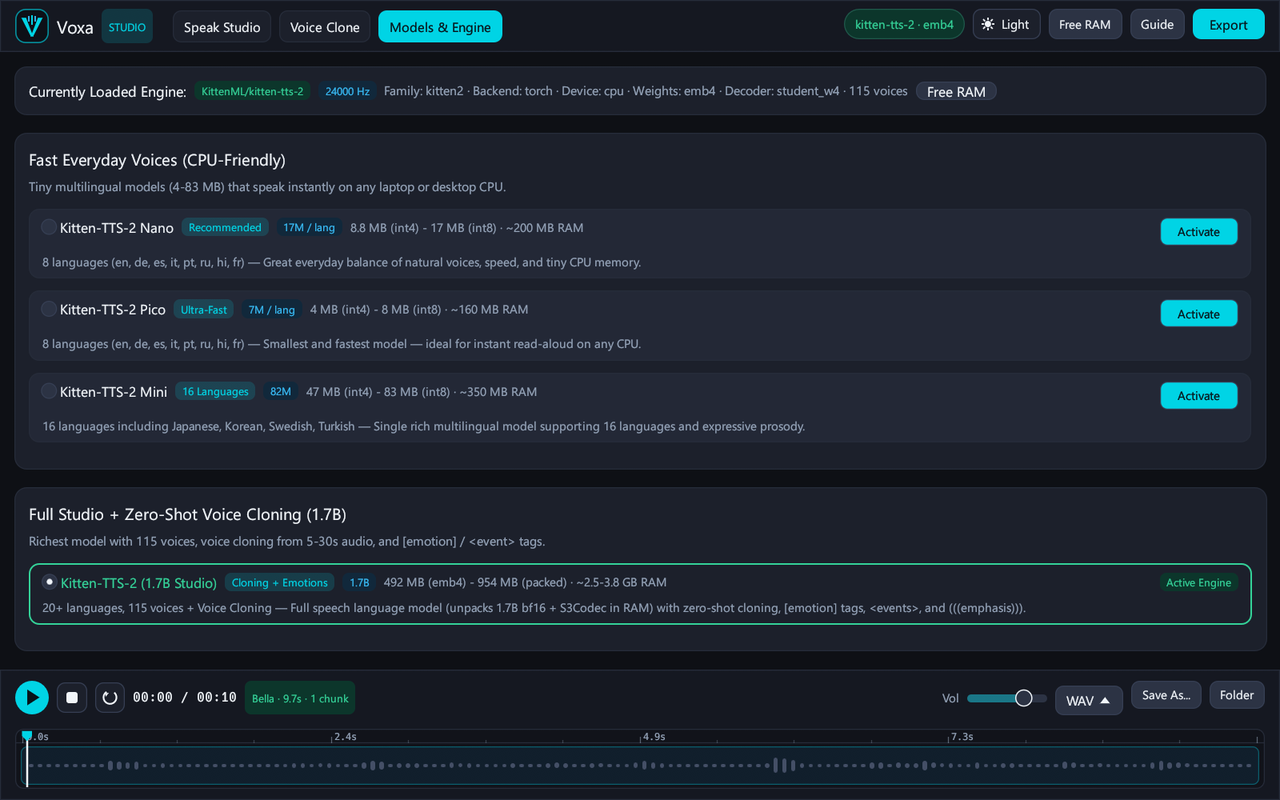 Voxa STUDIO Speak Studio Voice Clone Models & Engine kitten-tts-2 · emb4 Light Free RAM Guide Export
Currently Loaded Engine: KittenML/kitten-tts-2 24000 Hz Family: kitten2 · Backend: torch · Device: cpu · Weights: emb4 · Decoder: student_w4 · 115 voices Free RAM
Fast Everyday Voices (CPU-Friendly)
Tiny multilingual models (4-83 MB) that speak instantly on any laptop or desktop CPU.
Kitten-TTS-2 Nano Recommended 17M / lang 8.8 MB (int4) - 17 MB (int8) · ~200 MB RAM Activate
8 languages (en, de, es, it, pt, ru, hi, fr) — Great everyday balance of natural voices, speed, and tiny CPU memory.
Kitten-TTS-2 Pico Ultra-Fast 7M / lang 4 MB (int4) - 8 MB (int8) · ~160 MB RAM Activate
8 languages (en, de, es, it, pt, ru, hi, fr) — Smallest and fastest model — ideal for instant read-aloud on any CPU.
Kitten-TTS-2 Mini 16 Languages 82M 47 MB (int4) - 83 MB (int8) · ~350 MB RAM Activate
16 languages including Japanese, Korean, Swedish, Turkish — Single rich multilingual model supporting 16 languages and expressive prosody.
Full Studio + Zero-Shot Voice Cloning (1.7B)
Richest model with 115 voices, voice cloning from 5-30s audio, and [emotion] / <event> tags.
Kitten-TTS-2 (1.7B Studio) Cloning + Emotions 1.7B 492 MB (emb4) - 954 MB (packed) · ~2.5-3.8 GB RAM Active Engine
20+ languages, 115 voices + Voice Cloning — Full speech language model (unpacks 1.7B bf16 + S3Codec in RAM) with zero-shot cloning, [emotion] tags, <events>, and (((emphasis))).
00:00 / 00:10 Bella · 9.7s · 1 chunk Vol WAV Save As... Folder
.0s 2.4s 4.9s 7.3s